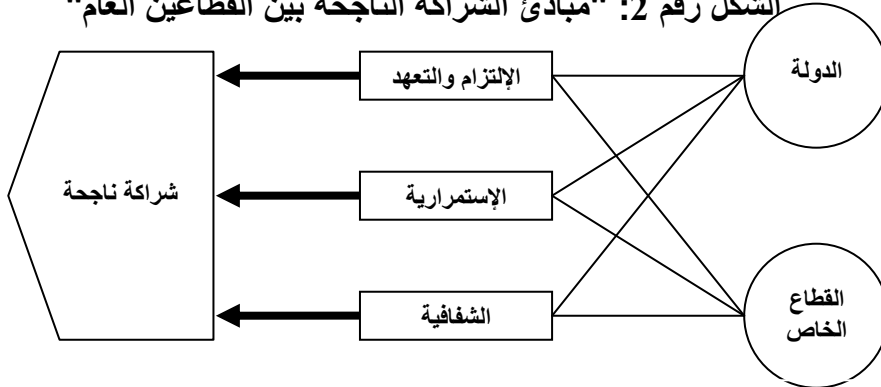 الشكل رقم 2: "مبادئ الشراكة الناجحة بين القطاعين العام"
الدولة
الإلتزام والتعهد
الإستمرارية
شراكة ناجحة
القطاع
الخاص
الشفافية